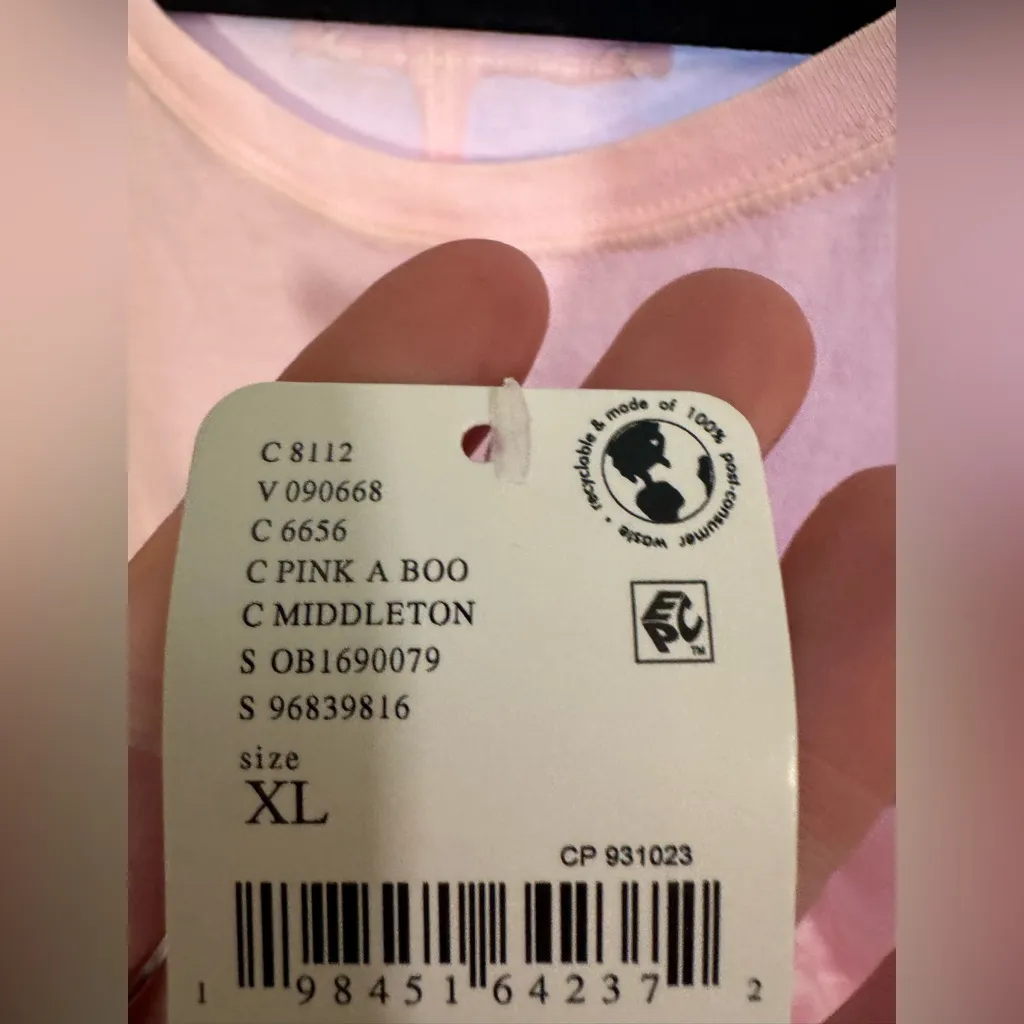 C 8112
V 090668
C 6656
C PINK A BOO
C MIDDLETON
S OB1690079
S 96839816
size
XL
recyclable & made of 100% post-consumer waste •
EPC™
CP 931023
1 98451 64237 2